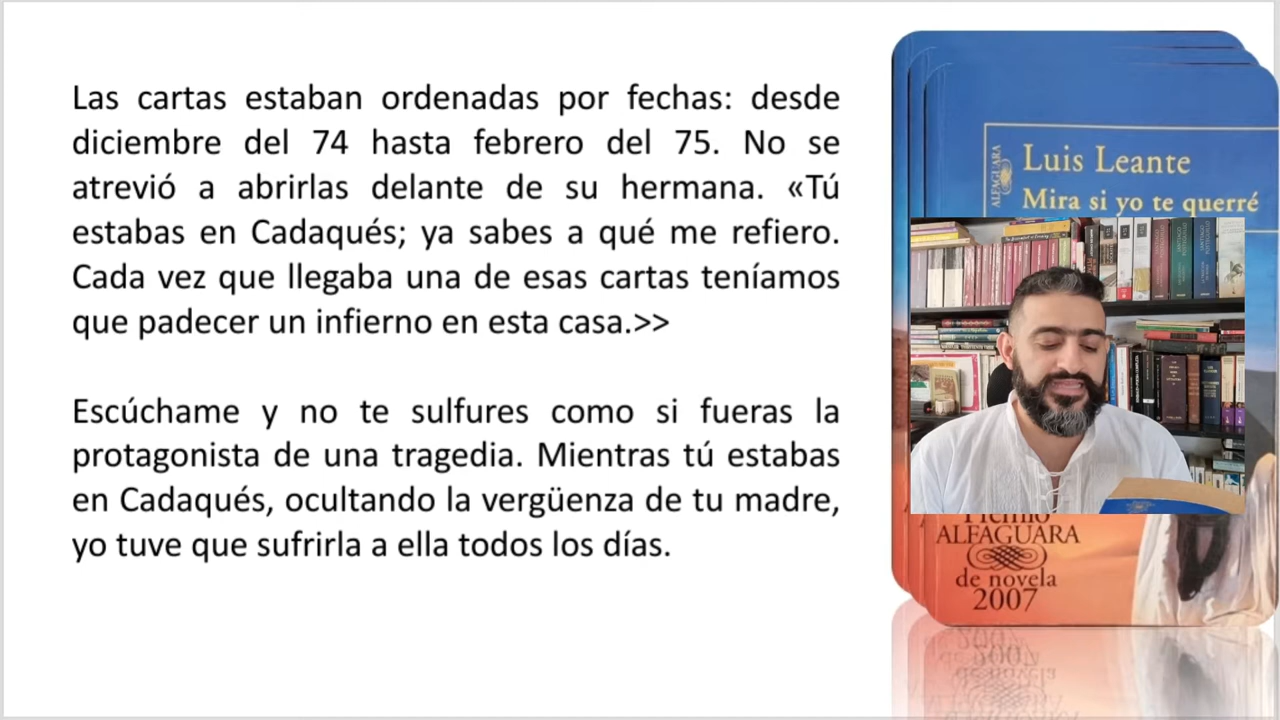 Las cartas estaban ordenadas por fechas: desde
diciembre del 74 hasta febrero del 75. No se
atrevió a abrirlas delante de su hermana. «Tú
estabas en Cadaqués; ya sabes a qué me refiero.
Cada vez que llegaba una de esas cartas teníamos
que padecer un infierno en esta casa.>>
Escúchame y no te sulfures como si fueras la
protagonista de una tragedia. Mientras tú estabas
en Cadaqués, ocultando la vergüenza de tu madre,
yo tuve que sufrirla a ella todos los días.
ALFAGUARA
Luis Leante
Mira si yo te querré
Premio
ALFAGUARA
de novela
2007